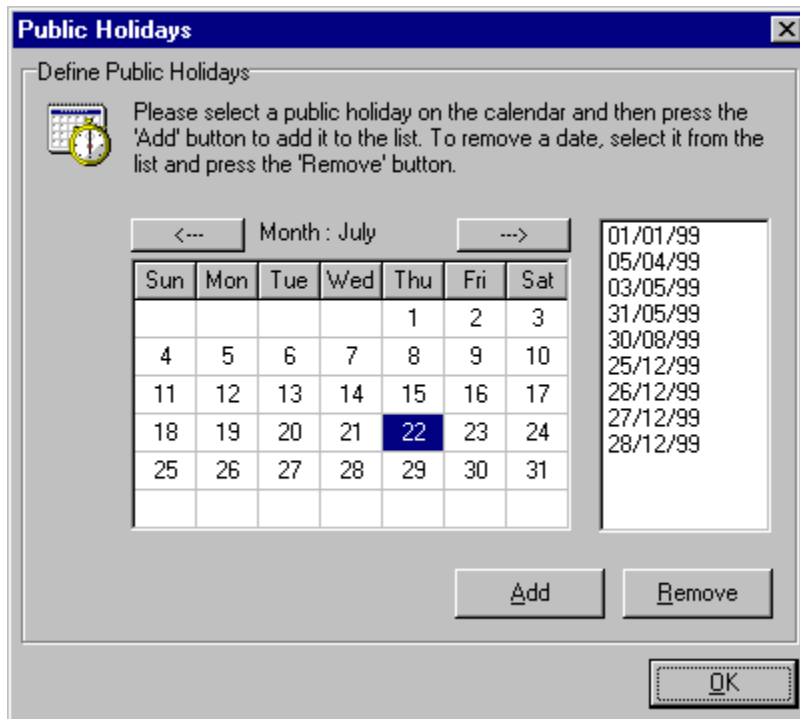 Public Holidays
Define Public Holidays
Please select a public holiday on the calendar and then press the
'Add' button to add it to the list. To remove a date, select it from the
list and press the 'Remove' button.
<--- Month : July --->
Sun Mon Tue Wed Thu Fri Sat
1 2 3
4 5 6 7 8 9 10
11 12 13 14 15 16 17
18 19 20 21 22 23 24
25 26 27 28 29 30 31
01/01/99
05/04/99
03/05/99
31/05/99
30/08/99
25/12/99
26/12/99
27/12/99
28/12/99
Add Remove
OK